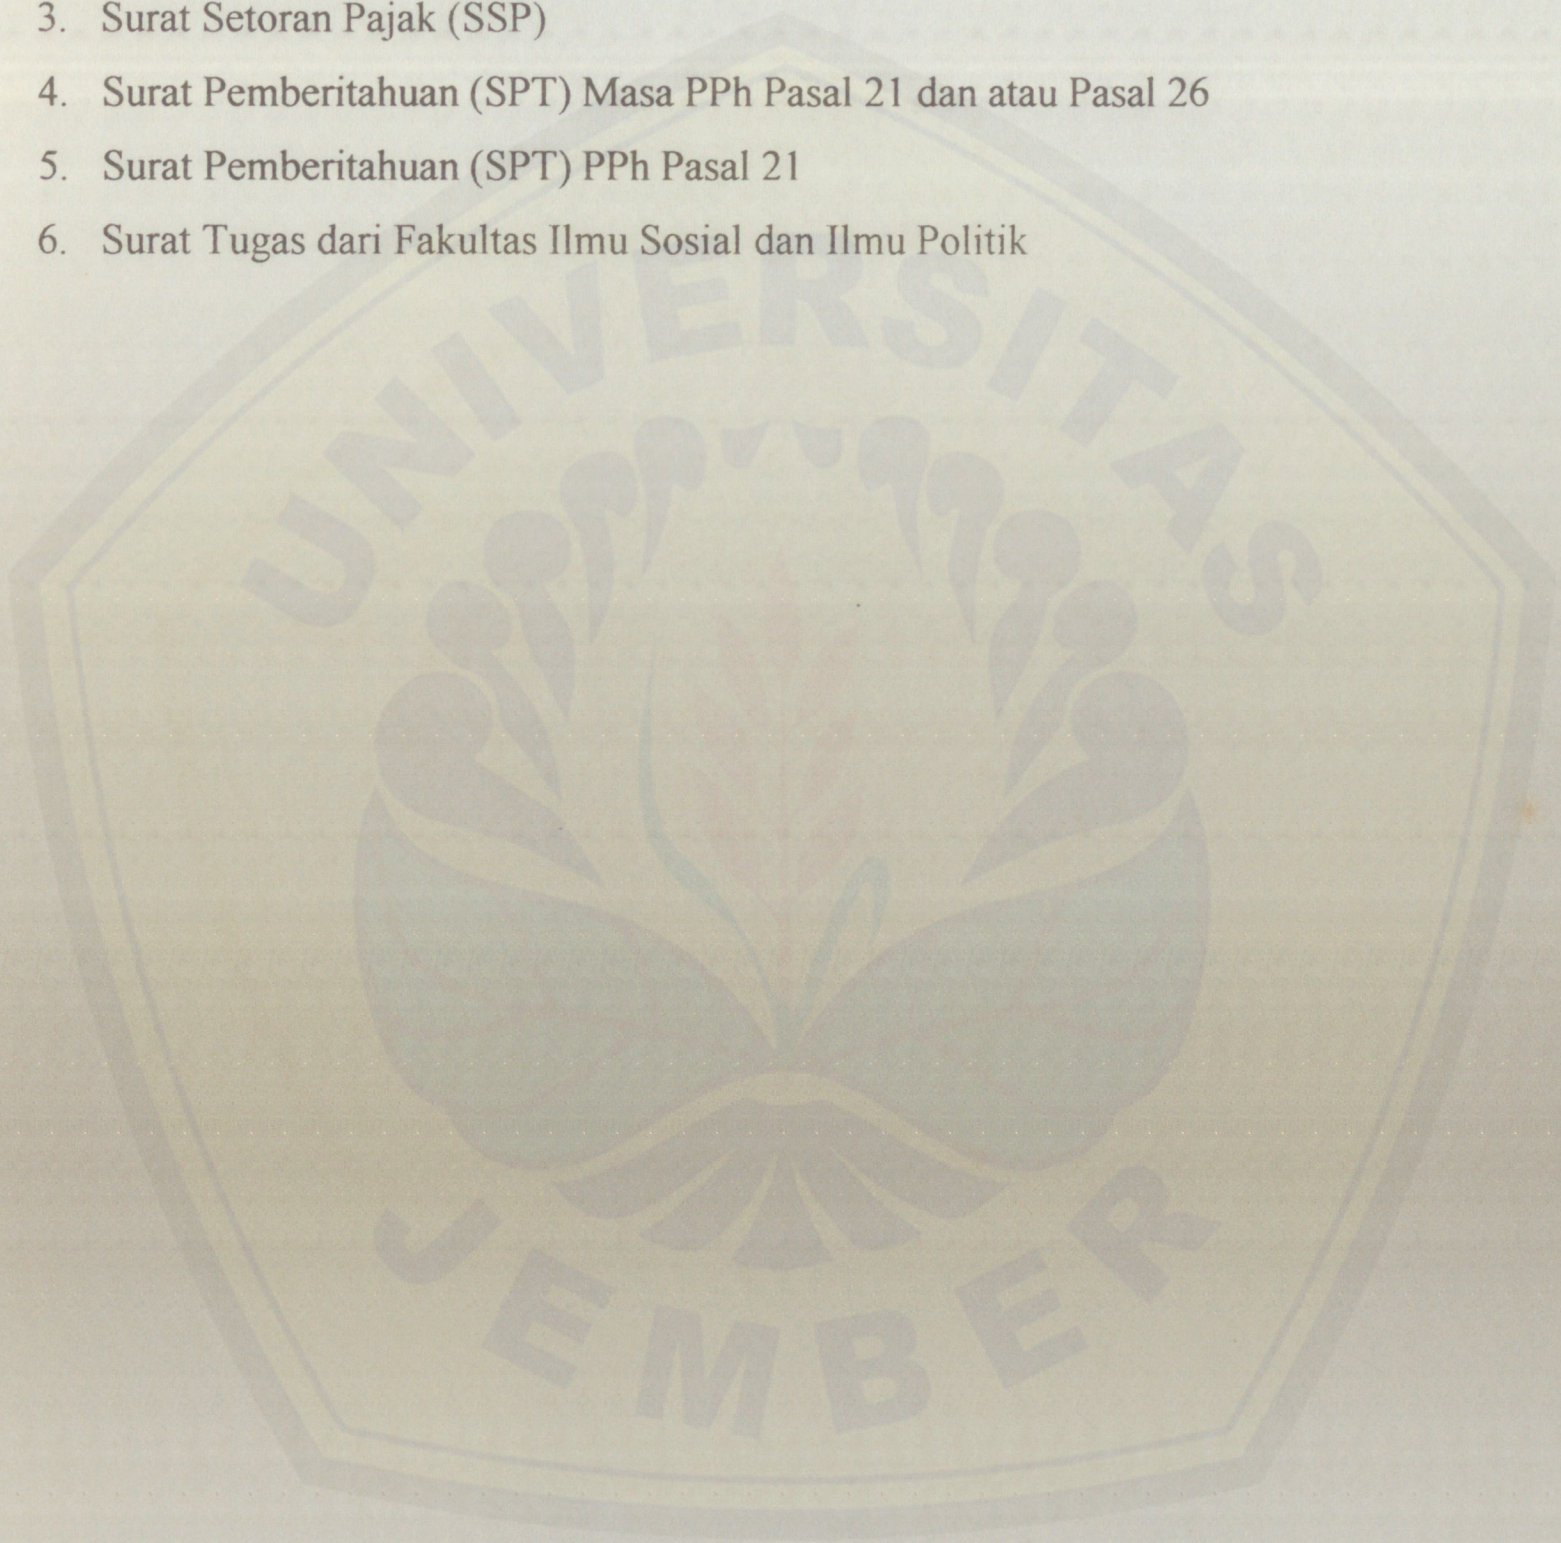 3. Surat Setoran Pajak (SSP)
4. Surat Pemberitahuan (SPT) Masa PPh Pasal 21 dan atau Pasal 26
5. Surat Pemberitahuan (SPT) PPh Pasal 21
6. Surat Tugas dari Fakultas Ilmu Sosial dan Ilmu Politik
UNIVERSITAS
JEMBER